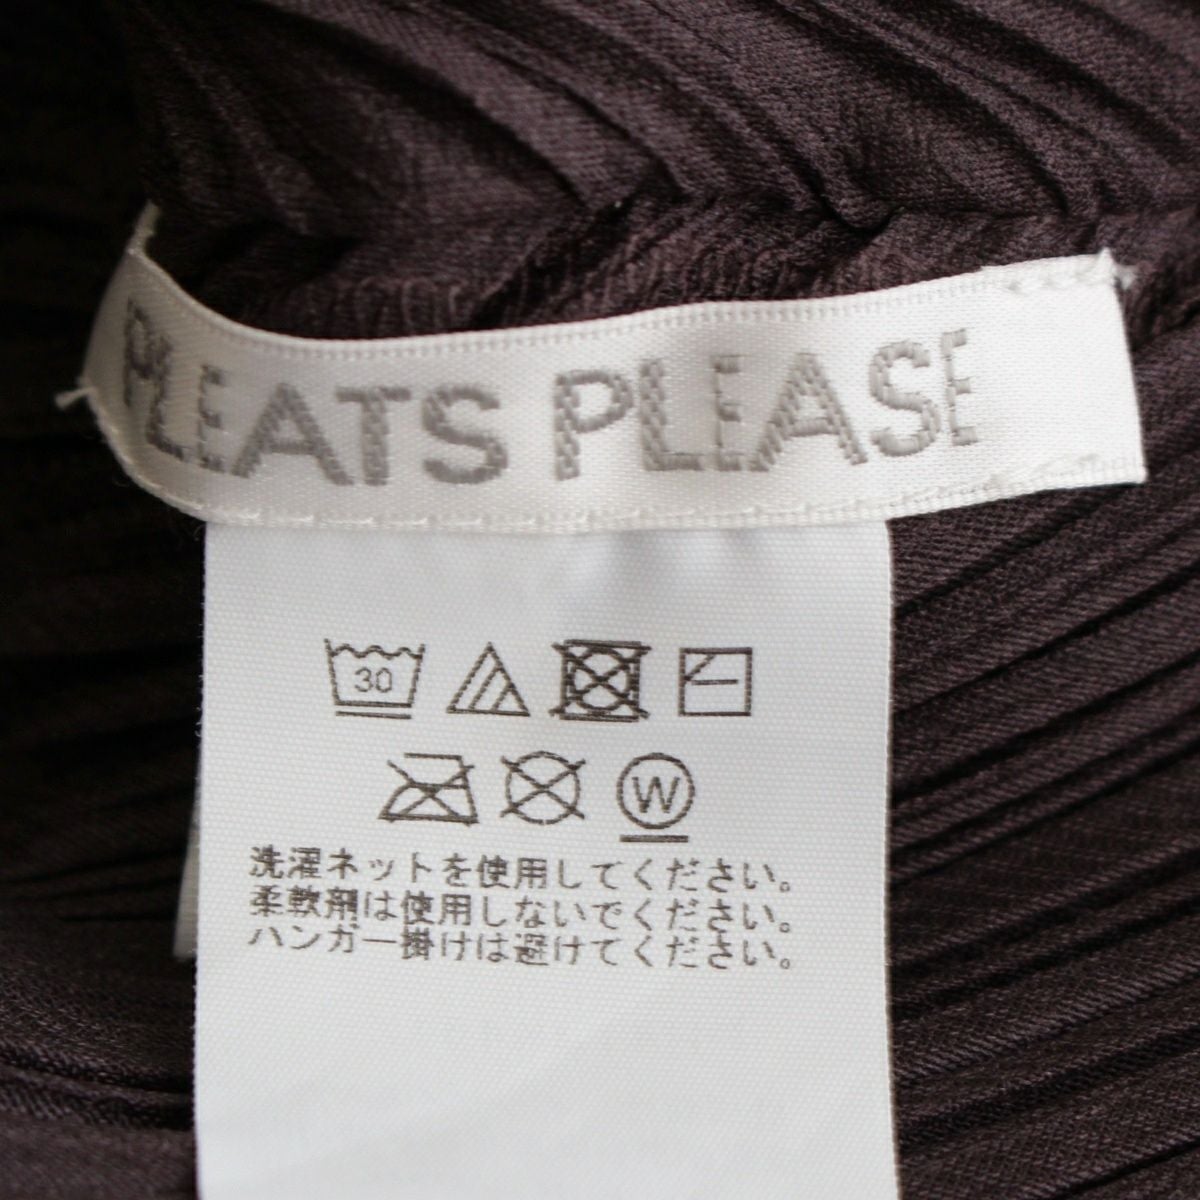 PLEATS PLEASE
30
W
洗濯ネットを使用してください。
柔軟剤は使用しないでください。
ハンガー掛けは避けてください。